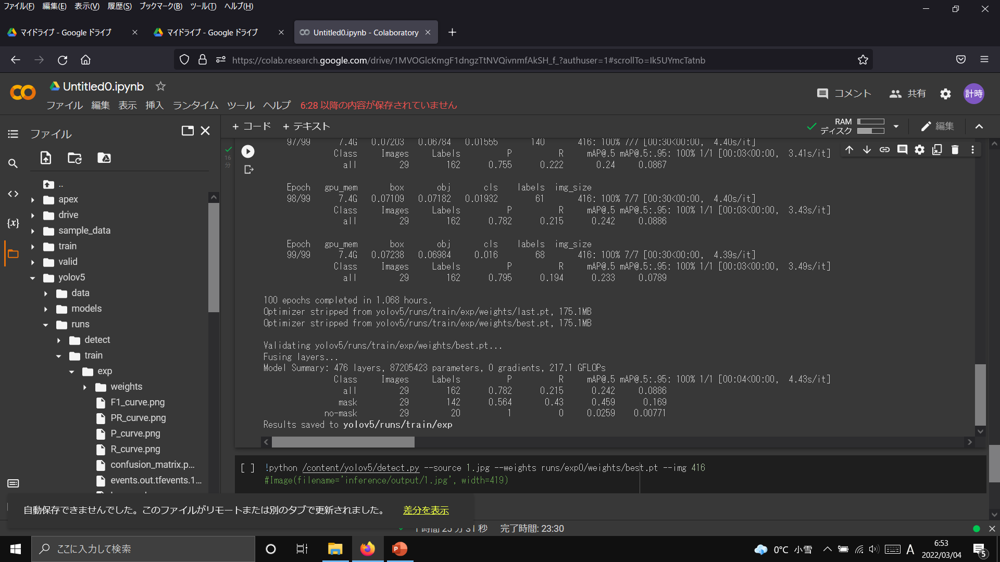 ファイル(F) 編集(E) 表示(V) 履歴(S) ブックマーク(B) ツール(T) ヘルプ(H)
マイドライブ - Google ドライブ
マイドライブ - Google ドライブ
Untitled0.ipynb - Colaboratory
https://colab.research.google.com/drive/1MVOGlcKmgF1dngzTtNVQivnmfAkSH_f_?authuser=1#scrollTo=Ik5UYmcTatnb
Untitled0.ipynb
コメント 共有 計時
ファイル 編集 表示 挿入 ランタイム ツール ヘルプ 6:28 以降の内容が保存されていません
ファイル
+ コード + テキスト
RAM
ディスク
編集
..
apex
drive
sample_data
train
valid
yolov5
data
models
runs
detect
train
exp
weights
F1_curve.png
PR_curve.png
P_curve.png
R_curve.png
confusion_matrix.p...
events.out.tfevents.1...
16
分
97/99 7.4G 0.07203 0.06784 0.01555 140 416: 100% 7/7 [00:30<00:00, 4.40s/it]
Class Images Labels P R mAP@.5 mAP@.5:.95: 100% 1/1 [00:03<00:00, 3.41s/it]
all 29 162 0.755 0.222 0.24 0.0867
Epoch gpu_mem box obj cls labels img_size
98/99 7.4G 0.07109 0.07182 0.01932 61 416: 100% 7/7 [00:30<00:00, 4.40s/it]
Class Images Labels P R mAP@.5 mAP@.5:.95: 100% 1/1 [00:03<00:00, 3.43s/it]
all 29 162 0.782 0.215 0.242 0.0886
Epoch gpu_mem box obj cls labels img_size
99/99 7.4G 0.07238 0.06984 0.016 68 416: 100% 7/7 [00:30<00:00, 4.39s/it]
Class Images Labels P R mAP@.5 mAP@.5:.95: 100% 1/1 [00:03<00:00, 3.49s/it]
all 29 162 0.795 0.194 0.233 0.0789
100 epochs completed in 1.068 hours.
Optimizer stripped from yolov5/runs/train/exp/weights/last.pt, 175.1MB
Optimizer stripped from yolov5/runs/train/exp/weights/best.pt, 175.1MB
Validating yolov5/runs/train/exp/weights/best.pt...
Fusing layers...
Model Summary: 476 layers, 87205423 parameters, 0 gradients, 217.1 GFLOPs
Class Images Labels P R mAP@.5 mAP@.5:.95: 100% 1/1 [00:04<00:00, 4.43s/it]
all 29 162 0.782 0.215 0.242 0.0886
mask 29 142 0.564 0.43 0.459 0.169
no-mask 29 20 1 0 0.0259 0.00771
Results saved to yolov5/runs/train/exp
[ ] !python /content/yolov5/detect.py --source 1.jpg --weights runs/exp0/weights/best.pt --img 416
#Image(filename='inference/output/1.jpg', width=419)
自動保存できませんでした。このファイルがリモートまたは別のタブで更新されました。 差分を表示
1 時間 25 分 31 秒 完了時間: 23:30
ここに入力して検索
0°C 小雪
A
6:53
2022/03/04
5